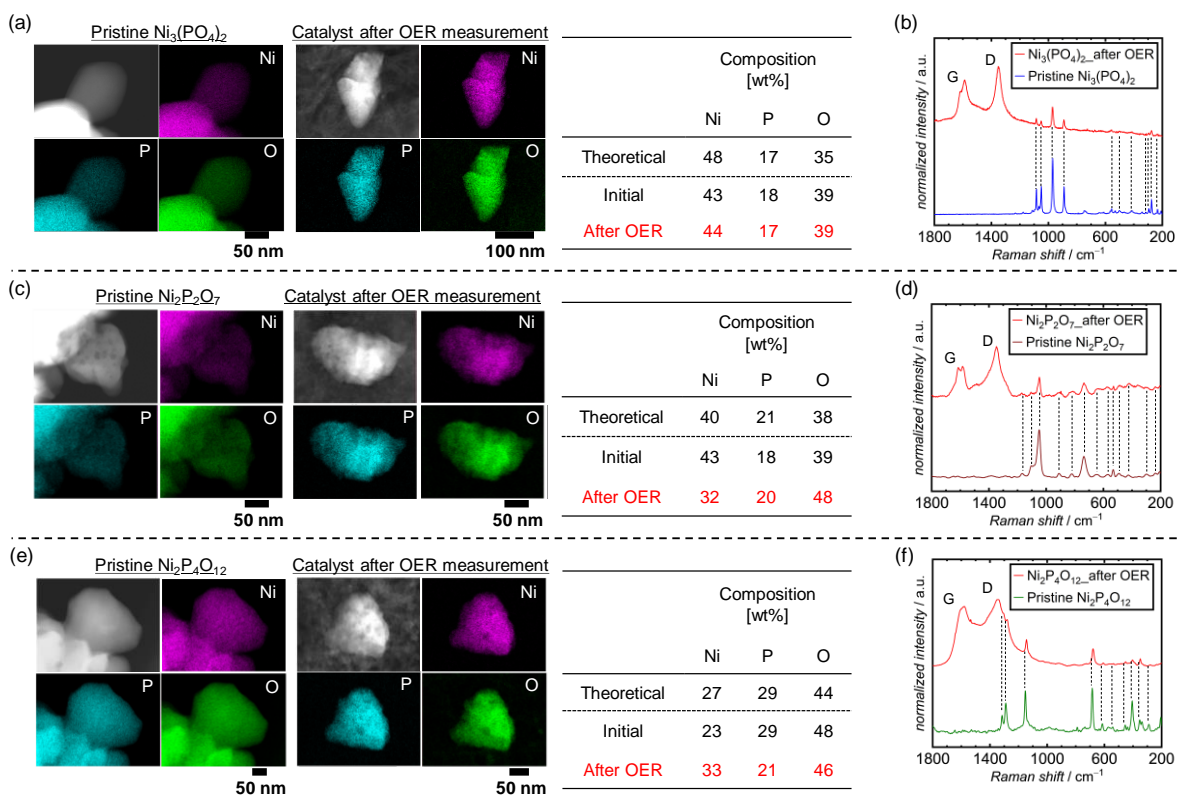 (a)
Pristine Ni₃(PO₄)₂
Catalyst after OER measurement
Ni
Ni
P
O
P
O
50 nm
100 nm
Composition
[wt%]
Ni P O
Theoretical 48 17 35
Initial 43 18 39
After OER 44 17 39
(b)
Ni₃(PO₄)₂_after OER
Pristine Ni₃(PO₄)₂
G
D
normalized intensity / a.u.
1800 1400 1000 600 200
Raman shift / cm⁻¹
(c)
Pristine Ni₂P₂O₇
Catalyst after OER measurement
Ni
Ni
P
O
P
O
50 nm
50 nm
Composition
[wt%]
Ni P O
Theoretical 40 21 38
Initial 43 18 39
After OER 32 20 48
(d)
Ni₂P₂O₇_after OER
Pristine Ni₂P₂O₇
G
D
normalized intensity / a.u.
1800 1400 1000 600 200
Raman shift / cm⁻¹
(e)
Pristine Ni₂P₄O₁₂
Catalyst after OER measurement
Ni
Ni
P
O
P
O
50 nm
50 nm
Composition
[wt%]
Ni P O
Theoretical 27 29 44
Initial 23 29 48
After OER 33 21 46
(f)
Ni₂P₄O₁₂_after OER
Pristine Ni₂P₄O₁₂
G
D
normalized intensity / a.u.
1800 1400 1000 600 200
Raman shift / cm⁻¹